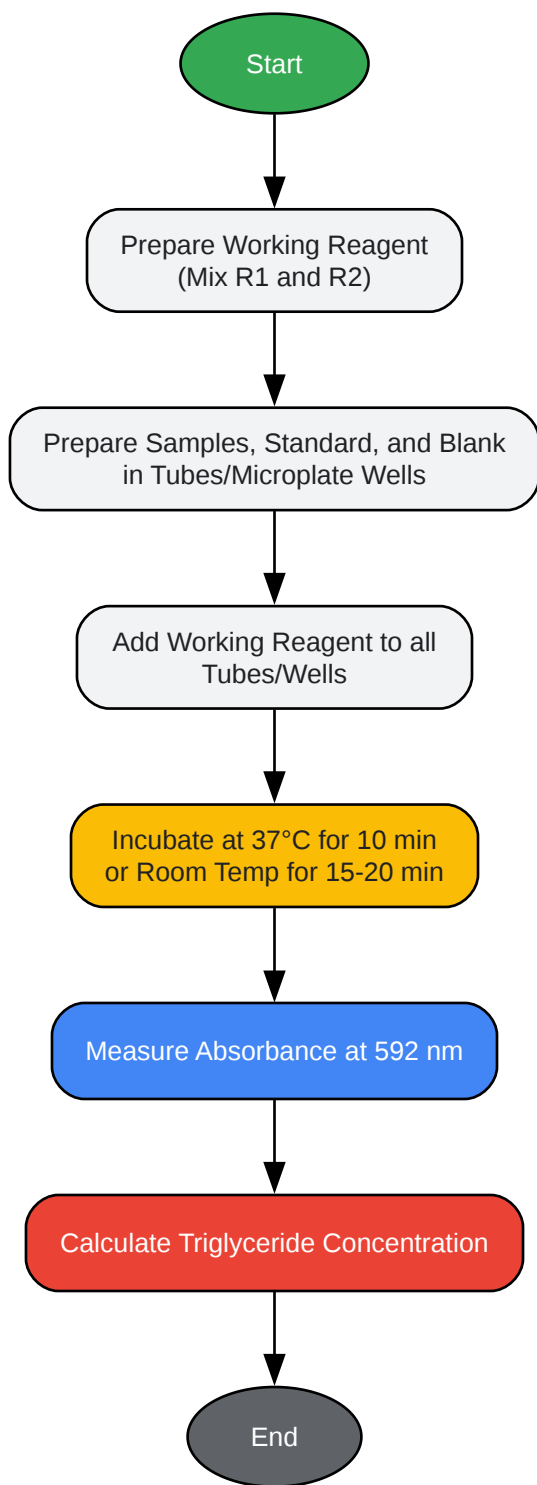 Start
Prepare Working Reagent
(Mix R1 and R2)
Prepare Samples, Standard, and Blank
in Tubes/Microplate Wells
Add Working Reagent to all
Tubes/Wells
Incubate at 37°C for 10 min
or Room Temp for 15-20 min
Measure Absorbance at 592 nm
Calculate Triglyceride Concentration
End